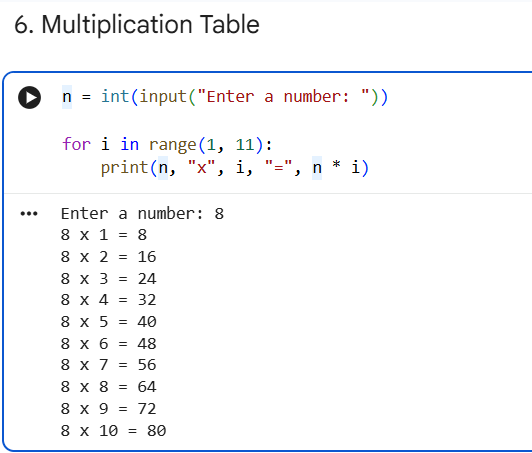 6. Multiplication Table
n = int(input("Enter a number: "))
for i in range(1, 11):
    print(n, "x", i, "=", n * i)
Enter a number: 8
8 x 1 = 8
8 x 2 = 16
8 x 3 = 24
8 x 4 = 32
8 x 5 = 40
8 x 6 = 48
8 x 7 = 56
8 x 8 = 64
8 x 9 = 72
8 x 10 = 80